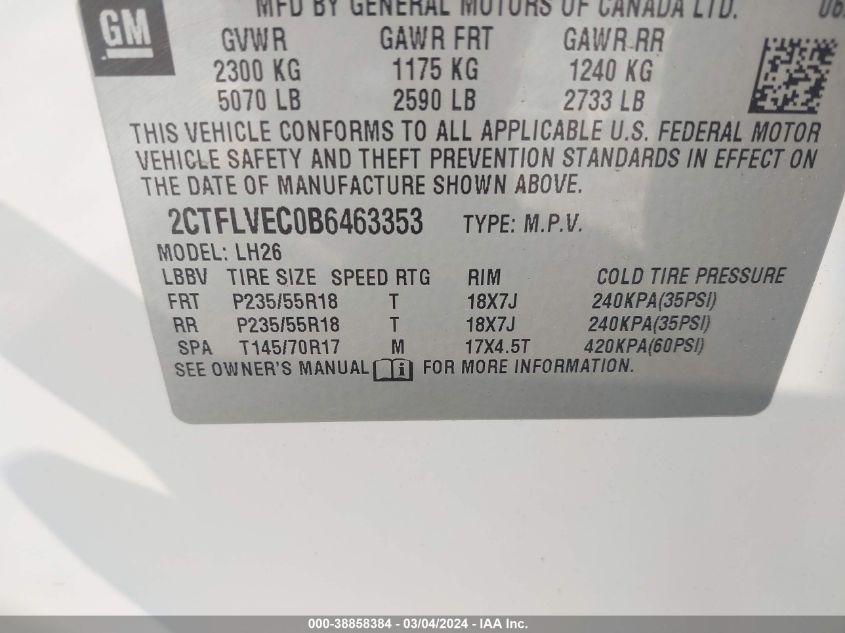 MFD BY GENERAL MOTORS OF CANADA LTD.
GM
GVWR GAWR FRT GAWR RR
2300 KG 1175 KG 1240 KG
5070 LB 2590 LB 2733 LB
THIS VEHICLE CONFORMS TO ALL APPLICABLE U.S. FEDERAL MOTOR
VEHICLE SAFETY AND THEFT PREVENTION STANDARDS IN EFFECT ON
THE DATE OF MANUFACTURE SHOWN ABOVE.
2CTFLVEC0B6463353 TYPE: M.P.V.
MODEL: LH26
LBBV TIRE SIZE SPEED RTG RIM COLD TIRE PRESSURE
FRT P235/55R18 T 18X7J 240KPA(35PSI)
RR P235/55R18 T 18X7J 240KPA(35PSI)
SPA T145/70R17 M 17X4.5T 420KPA(60PSI)
SEE OWNER'S MANUAL FOR MORE INFORMATION.
000-38858384 - 03/04/2024 - IAA Inc.